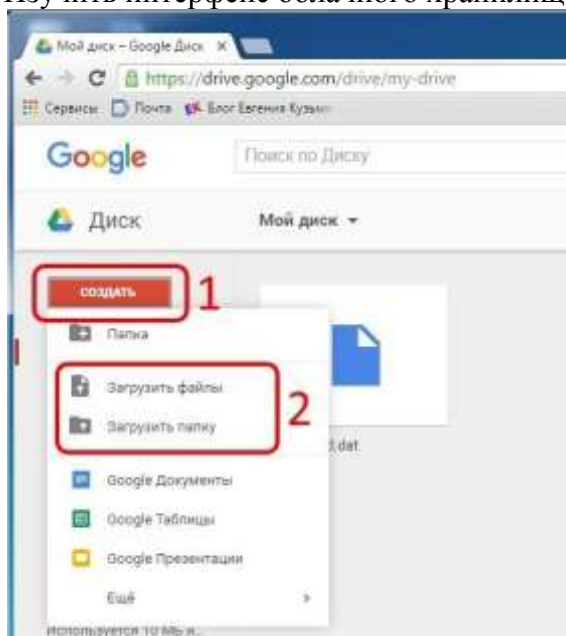 Изучить интерфейс облачного хранилищ
Мой диск – Google Диск ×
https://drive.google.com/drive/my-drive
Сервисы Почта Блог Евгения Кузьм
Google Поиск по Диску
Диск Мой диск
СОЗДАТЬ 1
Папка
Загрузить файлы
Загрузить папку
2
.dat
Google Документы
Google Таблицы
Google Презентации
Ещё
Используется 10 МБ и...